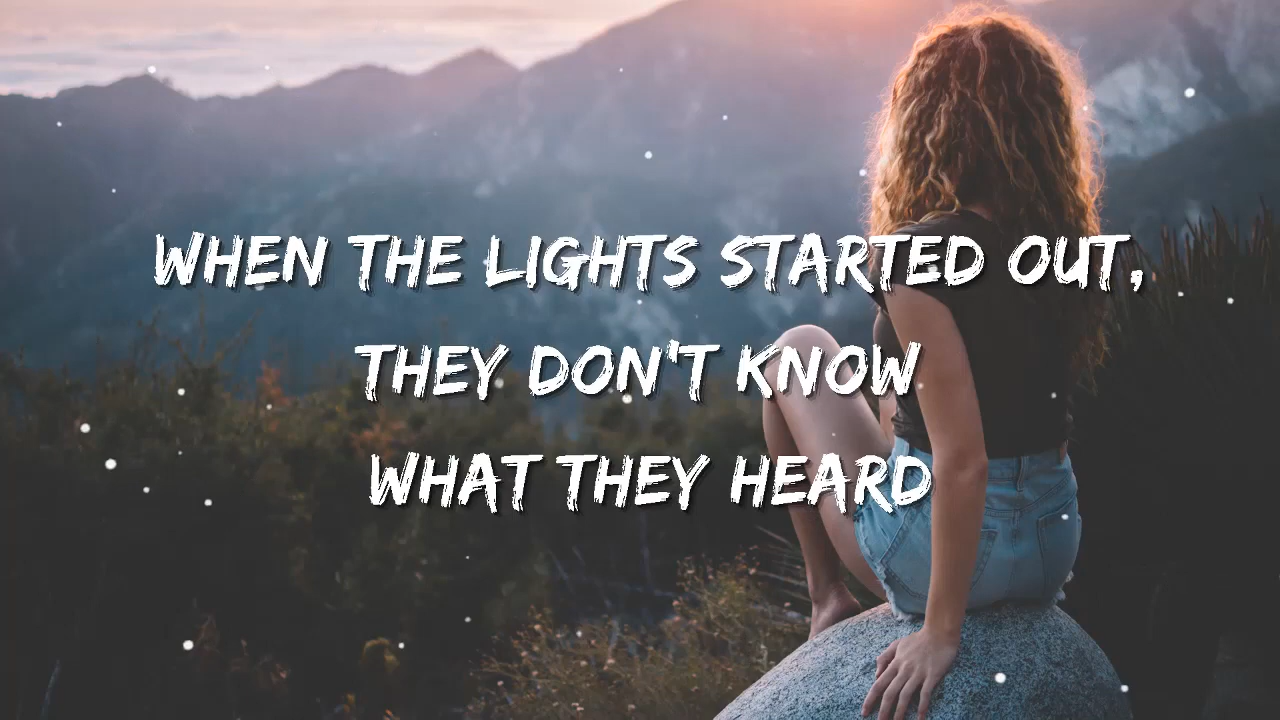 WHEN THE LIGHTS STARTED OUT,
THEY DON'T KNOW
WHAT THEY HEARD